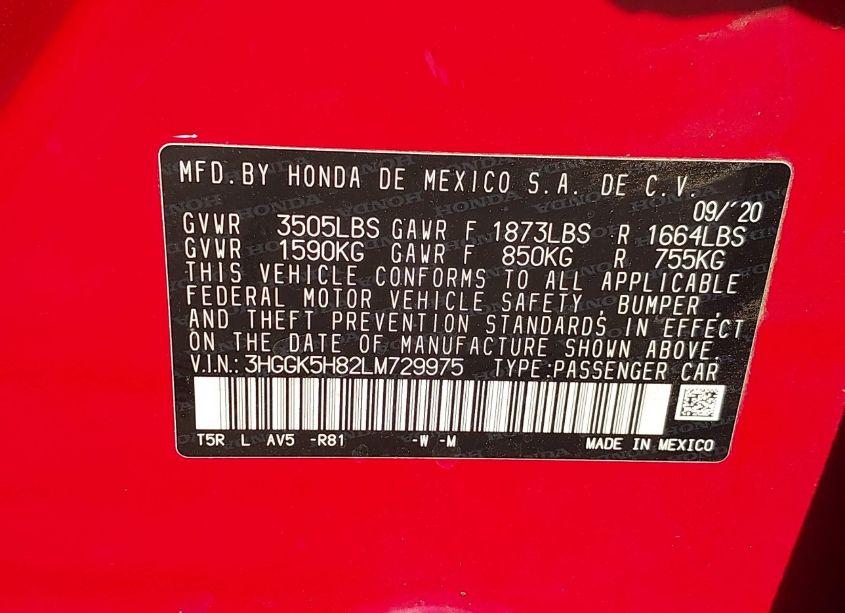 MFD. BY HONDA DE MEXICO S.A. DE C.V.
09/'20
GVWR 3505LBS GAWR F 1873LBS R 1664LBS
GVWR 1590KG GAWR F 850KG R 755KG
THIS VEHICLE CONFORMS TO ALL APPLICABLE
FEDERAL MOTOR VEHICLE SAFETY, BUMPER,
AND THEFT PREVENTION STANDARDS IN EFFECT
ON THE DATE OF MANUFACTURE SHOWN ABOVE.
V.I.N.: 3HGGK5H82LM729975 TYPE:PASSENGER CAR
T5R L AV5 -R81 -W -M MADE IN MEXICO